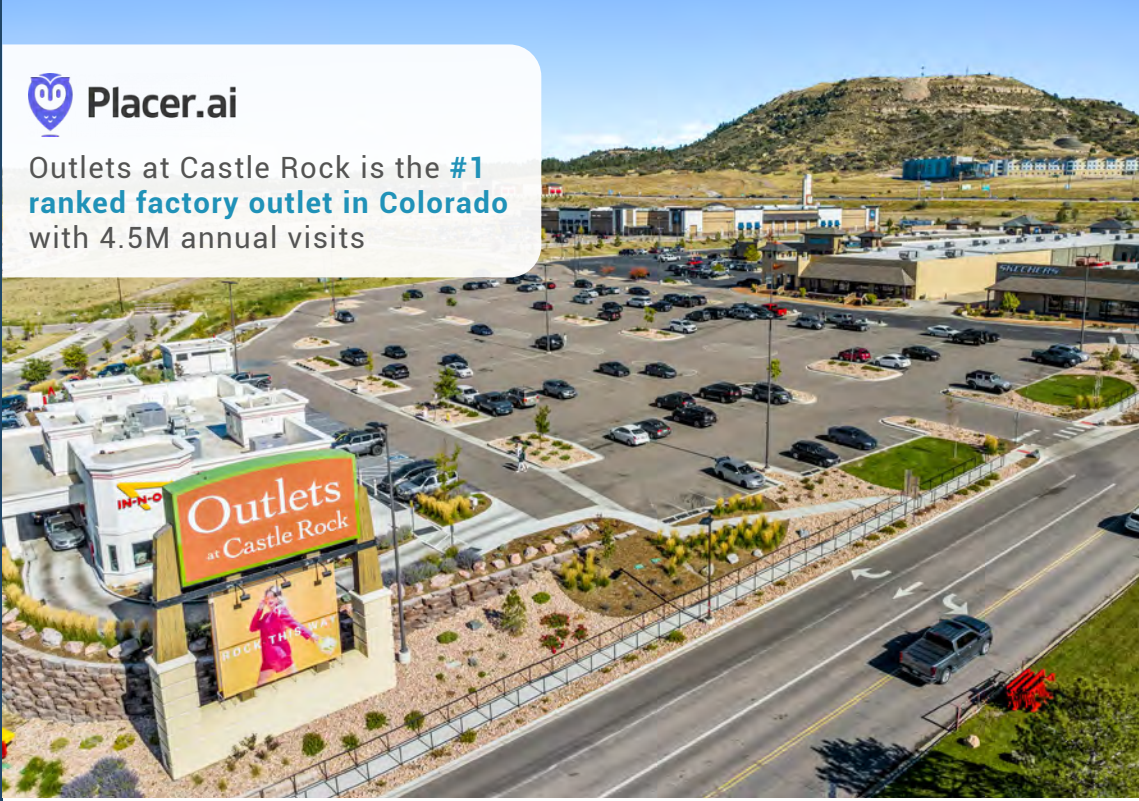 Placer.ai
Outlets at Castle Rock is the #1
ranked factory outlet in Colorado
with 4.5M annual visits
SKECHERS
IN-N-O
Outlets
at Castle Rock
ROCK THIS WAY